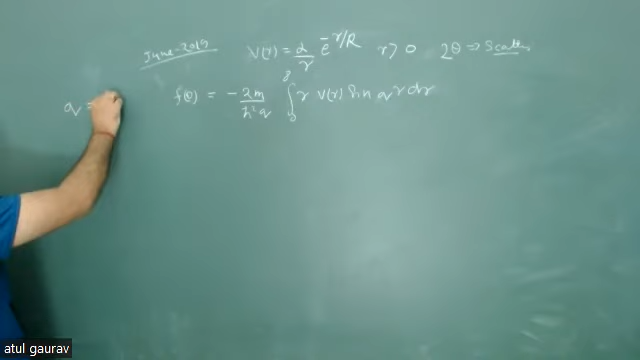 June-2019 V(r) = α/r e^{-r/R} r > 0 2θ ⇒ Scatt
f(θ) = -2m/ħ²q ∫₀^∞ r V(r) sin qr dr
q =
atul gaurav